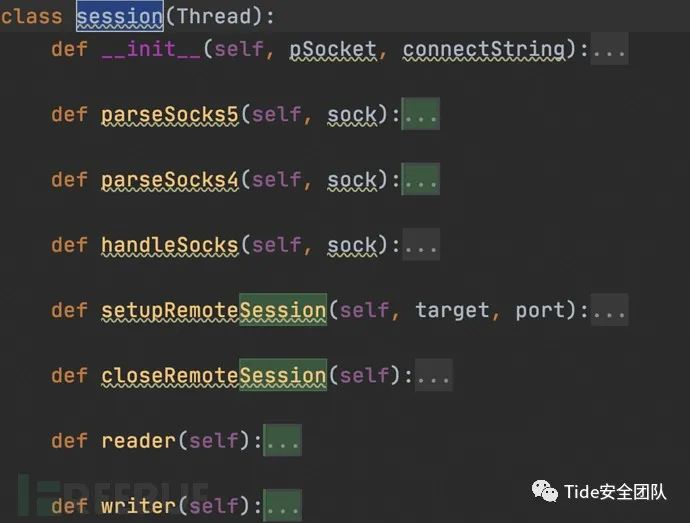 class session(Thread):
def __init__(self, pSocket, connectString):...
def parseSocks5(self, sock):...
def parseSocks4(self, sock):...
def handleSocks(self, sock):...
def setupRemoteSession(self, target, port):...
def closeRemoteSession(self):...
def reader(self):...
FREEBUF
def writer(self):...
Tide安全团队